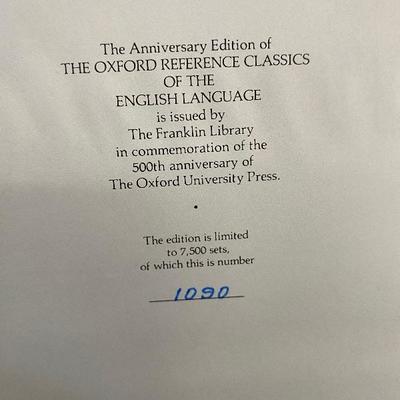 The Anniversary Edition of
THE OXFORD REFERENCE CLASSICS
OF THE
ENGLISH LANGUAGE
is issued by
The Franklin Library
in commemoration of the
500th anniversary of
The Oxford University Press.
•
The edition is limited
to 7,500 sets,
of which this is number
1090